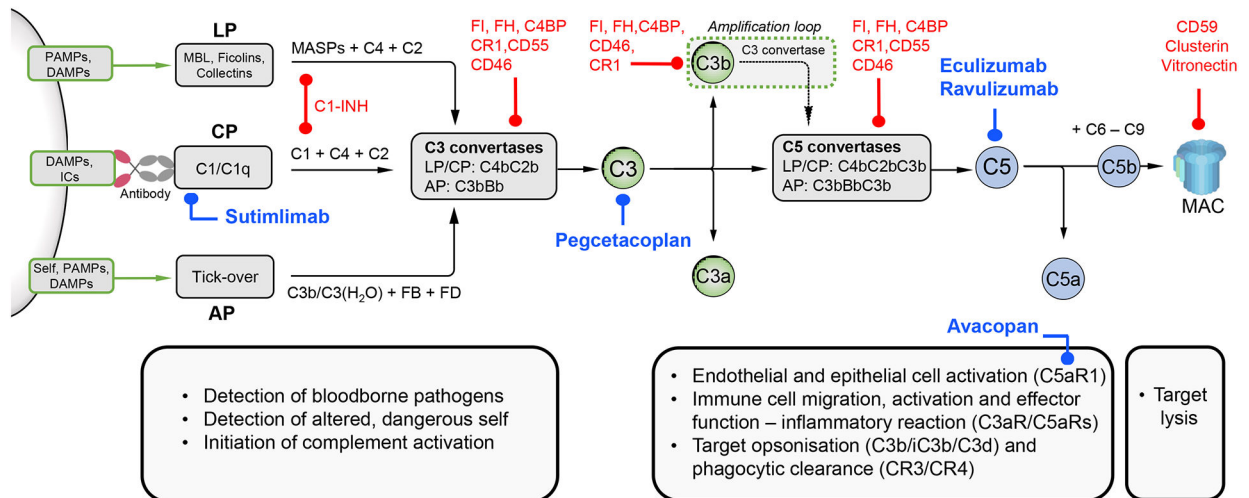 LP
PAMPs,
DAMPs
MBL, Ficolins,
Collectins
MASPs + C4 + C2
C1-INH
CP
DAMPs,
ICs
Antibody
C1/C1q
C1 + C4 + C2
Sutimlimab
Self, PAMPs,
DAMPs
Tick-over
AP
C3b/C3(H₂O) + FB + FD
FI, FH, C4BP
CR1,CD55
CD46
C3 convertases
LP/CP: C4bC2b
AP: C3bBb
C3
Pegcetacoplan
FI, FH,C4BP,
CD46,
CR1
Amplification loop
C3b
C3 convertase
C3a
FI, FH, C4BP
CR1,CD55
CD46
C5 convertases
LP/CP: C4bC2bC3b
AP: C3bBbC3b
Eculizumab
Ravulizumab
C5
+ C6 – C9
C5b
C5a
CD59
Clusterin
Vitronectin
MAC
Avacopan
• Detection of bloodborne pathogens
• Detection of altered, dangerous self
• Initiation of complement activation
• Endothelial and epithelial cell activation (C5aR1)
• Immune cell migration, activation and effector
function – inflammatory reaction (C3aR/C5aRs)
• Target opsonisation (C3b/iC3b/C3d) and
phagocytic clearance (CR3/CR4)
• Target
lysis